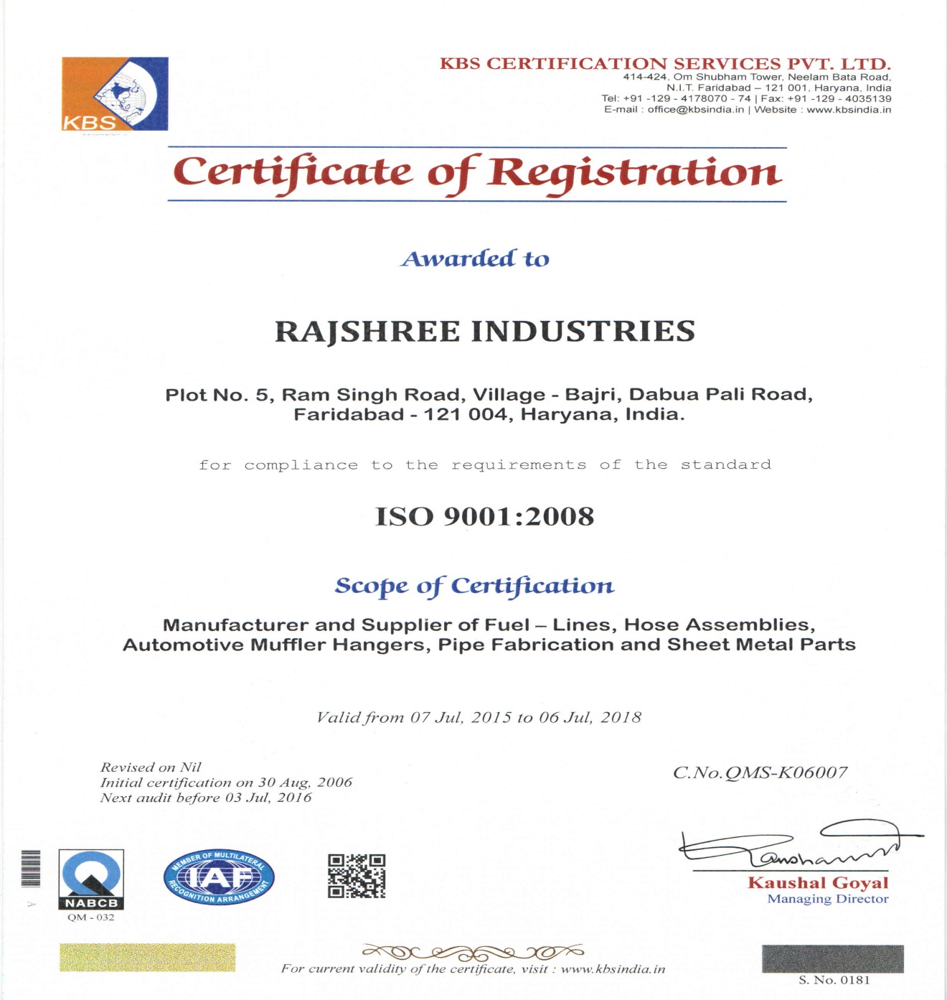 KBS
KBS CERTIFICATION SERVICES PVT. LTD.
414-424, Om Shubham Tower, Neelam Bata Road,
N.I.T. Faridabad – 121 001, Haryana, India
Tel: +91 -129 - 4178070 - 74 | Fax: +91 -129 - 4035139
E-mail : office@kbsindia.in | Website : www.kbsindia.in
Certificate of Registration
Awarded to
RAJSHREE INDUSTRIES
Plot No. 5, Ram Singh Road, Village - Bajri, Dabua Pali Road,
Faridabad - 121 004, Haryana, India.
for compliance to the requirements of the standard
ISO 9001:2008
Scope of Certification
Manufacturer and Supplier of Fuel – Lines, Hose Assemblies,
Automotive Muffler Hangers, Pipe Fabrication and Sheet Metal Parts
Valid from 07 Jul, 2015 to 06 Jul, 2018
Revised on Nil
Initial certification on 30 Aug, 2006
Next audit before 03 Jul, 2016
C.No. QMS-K06007
A
NABCB
QM - 032
MEMBER OF MULTILATERAL
IAF
RECOGNITION ARRANGEMENT
Kaushal Goyal
Managing Director
For current validity of the certificate, visit : www.kbsindia.in
S. No. 0181